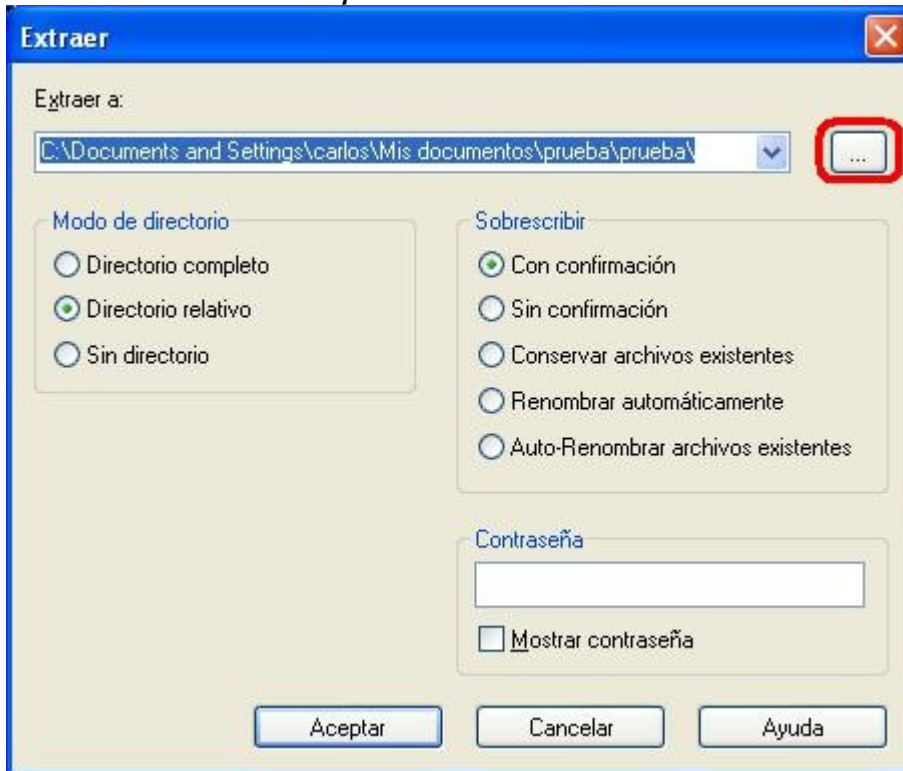 Extraer
Extraer a:
C:\Documents and Settings\carlos\Mis documentos\prueba\prueba\
...
Modo de directorio
Directorio completo
Directorio relativo
Sin directorio
Sobrescribir
Con confirmación
Sin confirmación
Conservar archivos existentes
Renombrar automáticamente
Auto-Renombrar archivos existentes
Contraseña
Mostrar contraseña
Aceptar
Cancelar
Ayuda